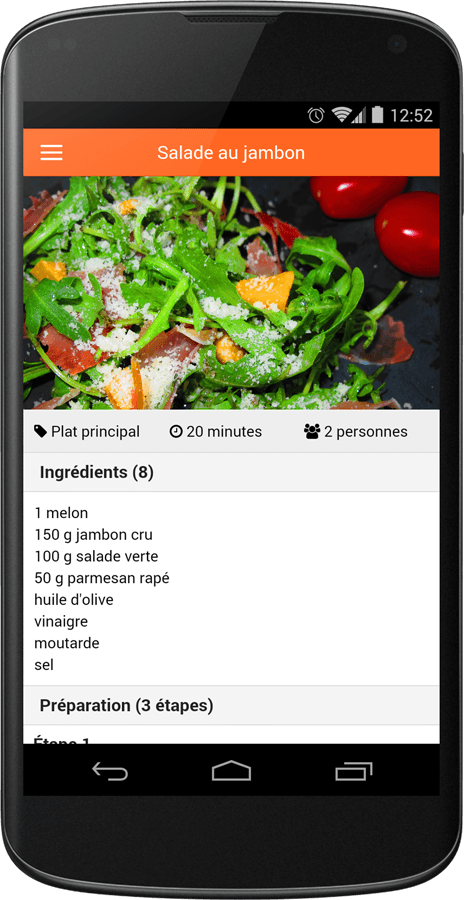 12:52
Salade au jambon
Plat principal 20 minutes 2 personnes
Ingrédients (8)
1 melon
150 g jambon cru
100 g salade verte
50 g parmesan rapé
huile d'olive
vinaigre
moutarde
sel
Préparation (3 étapes)
Étape 1